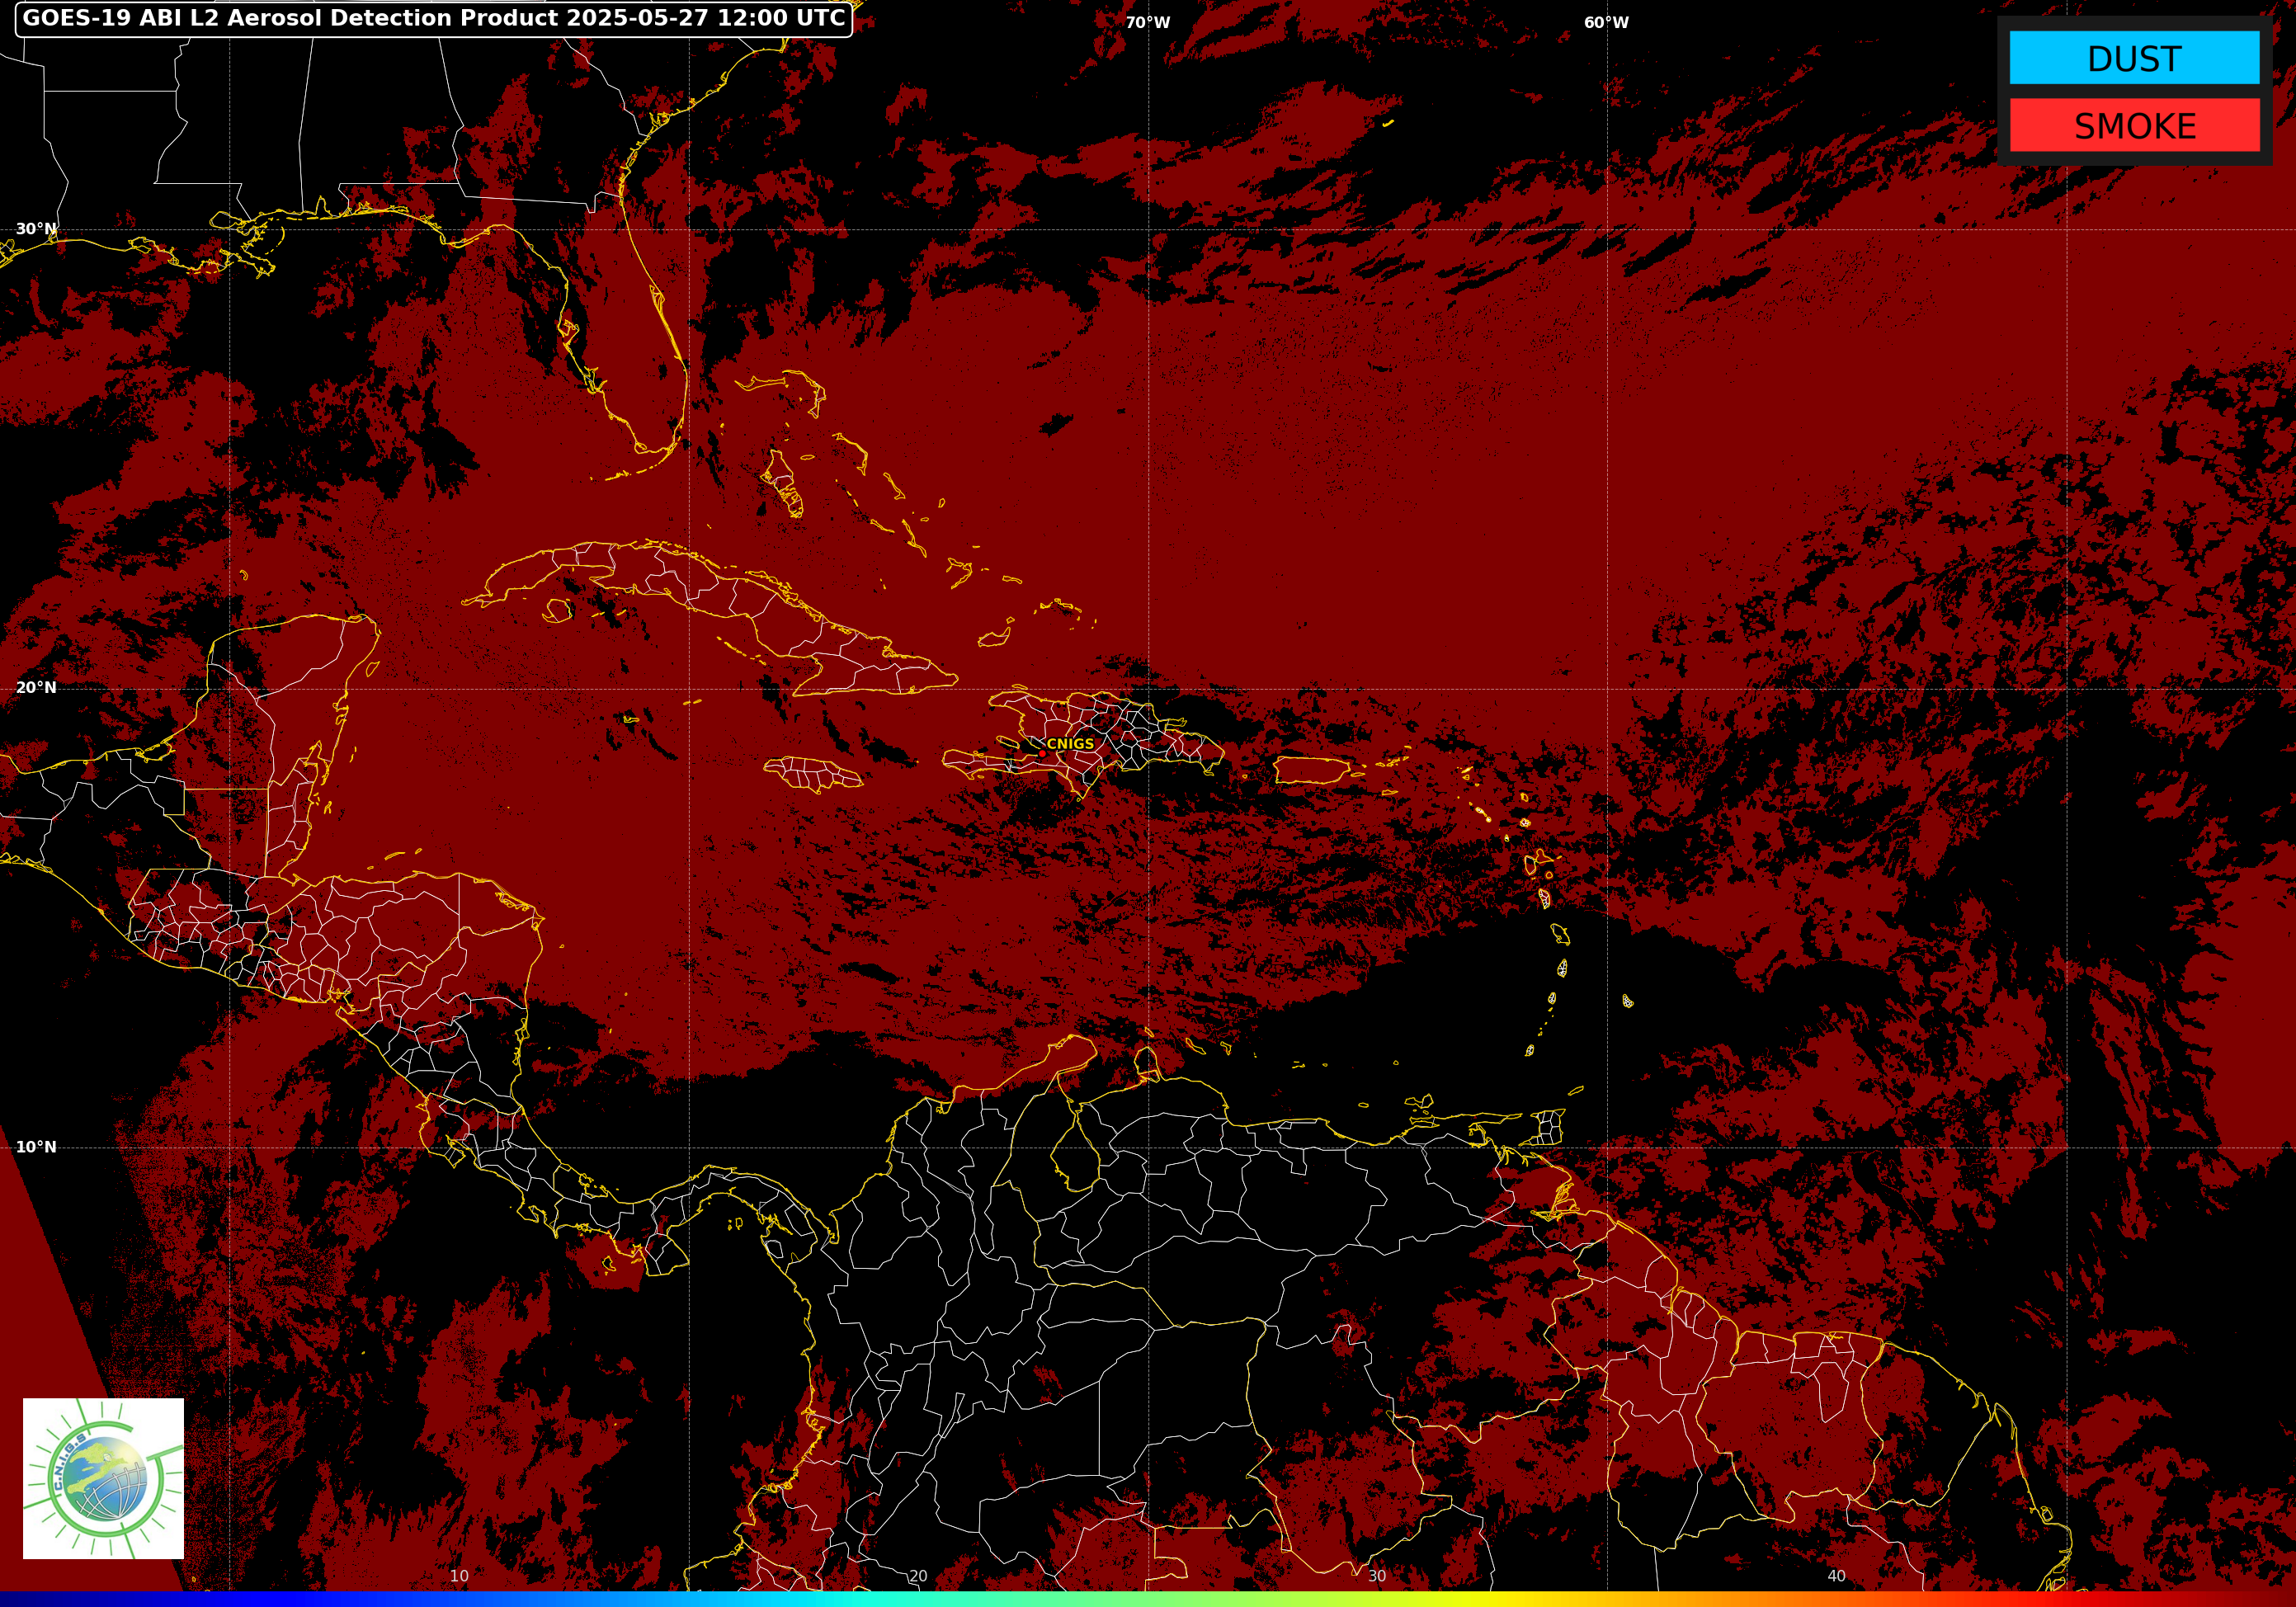 GOES-19 ABI L2 Aerosol Detection Product 2025-05-27 12:00 UTC
70°W
60°W
DUST
SMOKE
30°N
20°N
CNIGS
10°N
C.N.I.G.S
10
20
30
40